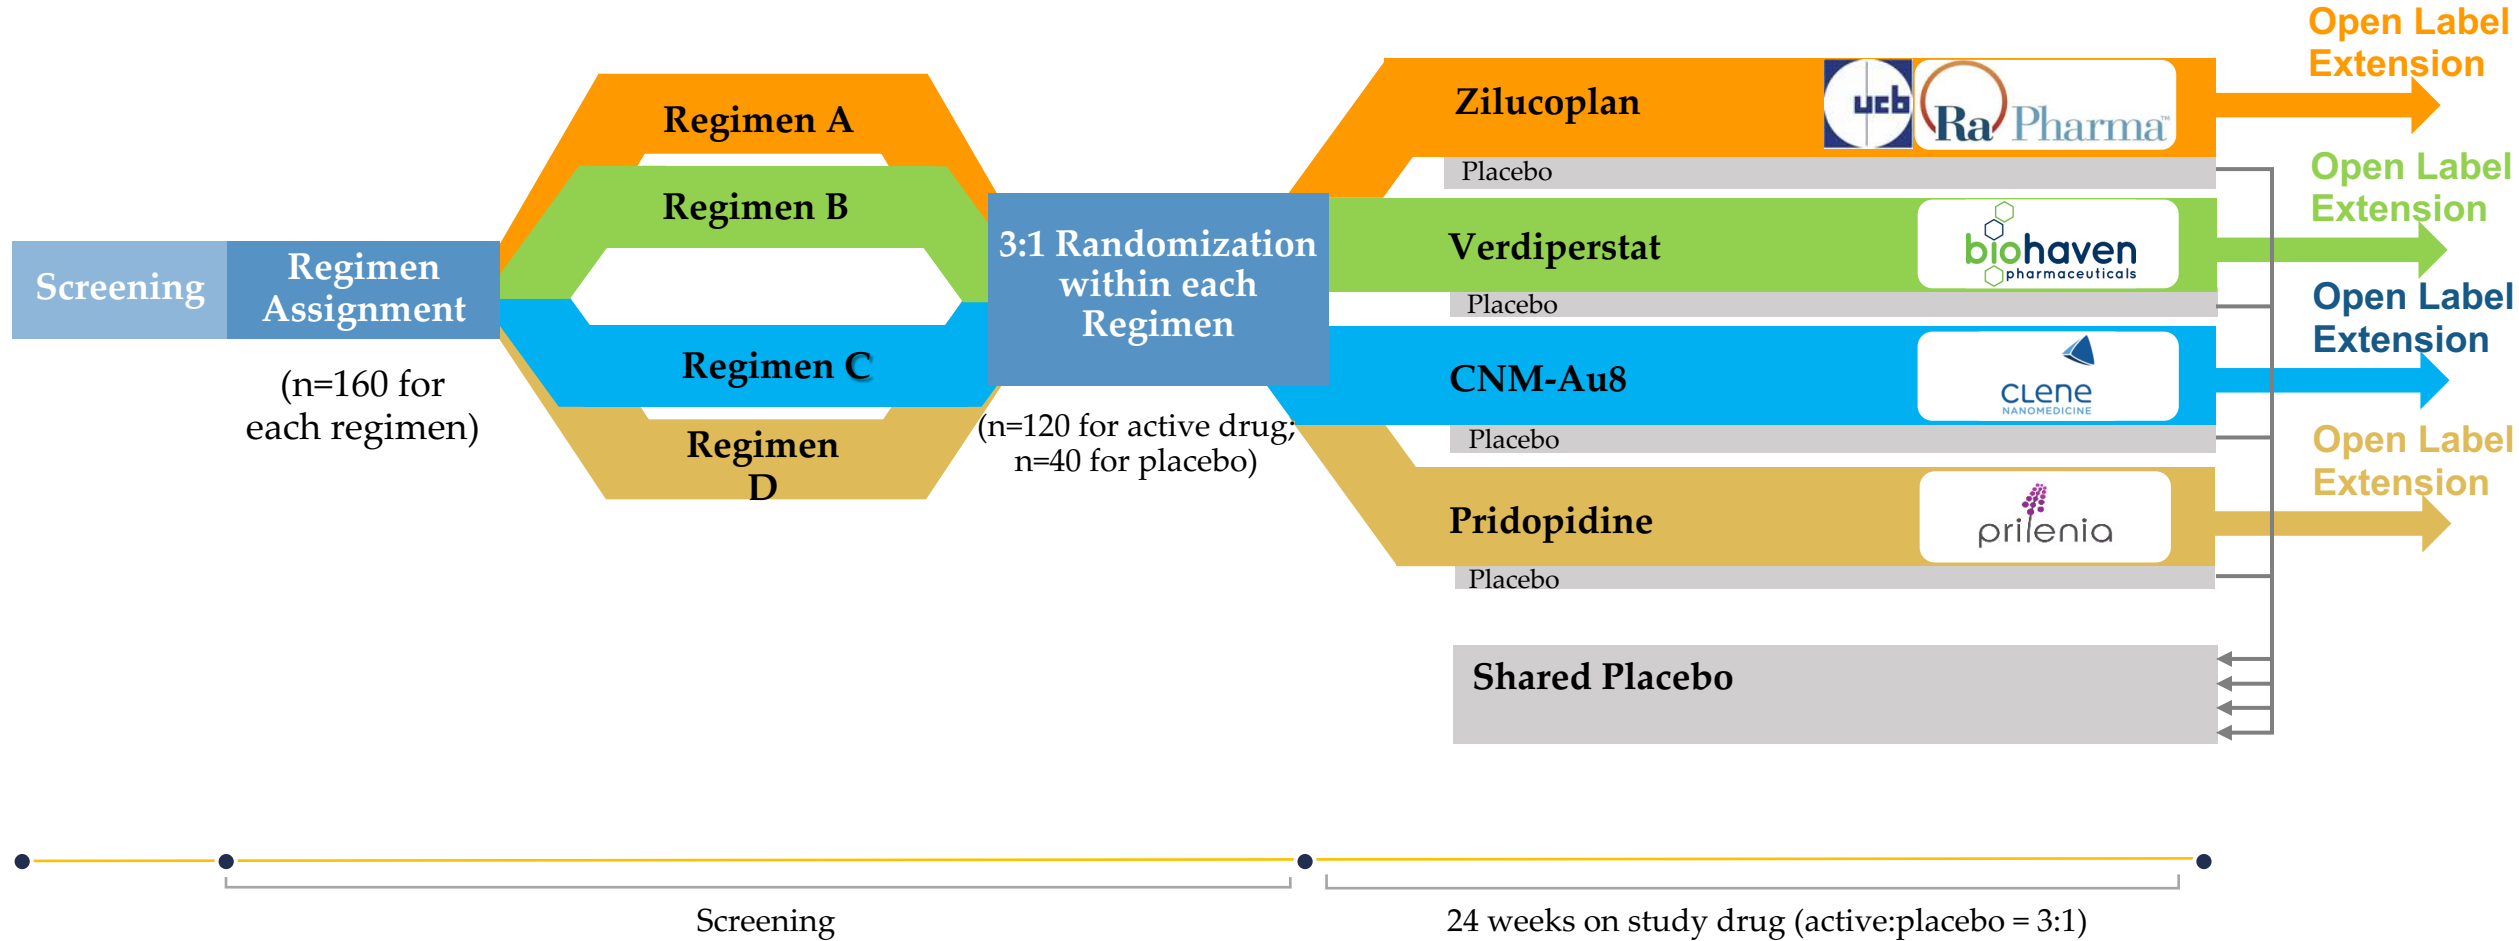 Screening
Regimen
Assignment
(n=160 for
each regimen)
Regimen A
Regimen B
Regimen C
Regimen
D
3:1 Randomization
within each
Regimen
(n=120 for active drug;
n=40 for placebo)
Zilucoplan
ucb
Ra Pharma™
Placebo
Open Label
Extension
Verdiperstat
biohaven
pharmaceuticals
Placebo
Open Label
Extension
CNM-Au8
CLENE
NANOMEDICINE
Placebo
Open Label
Extension
Pridopidine
prilenia
Placebo
Open Label
Extension
Shared Placebo
Screening
24 weeks on study drug (active:placebo = 3:1)